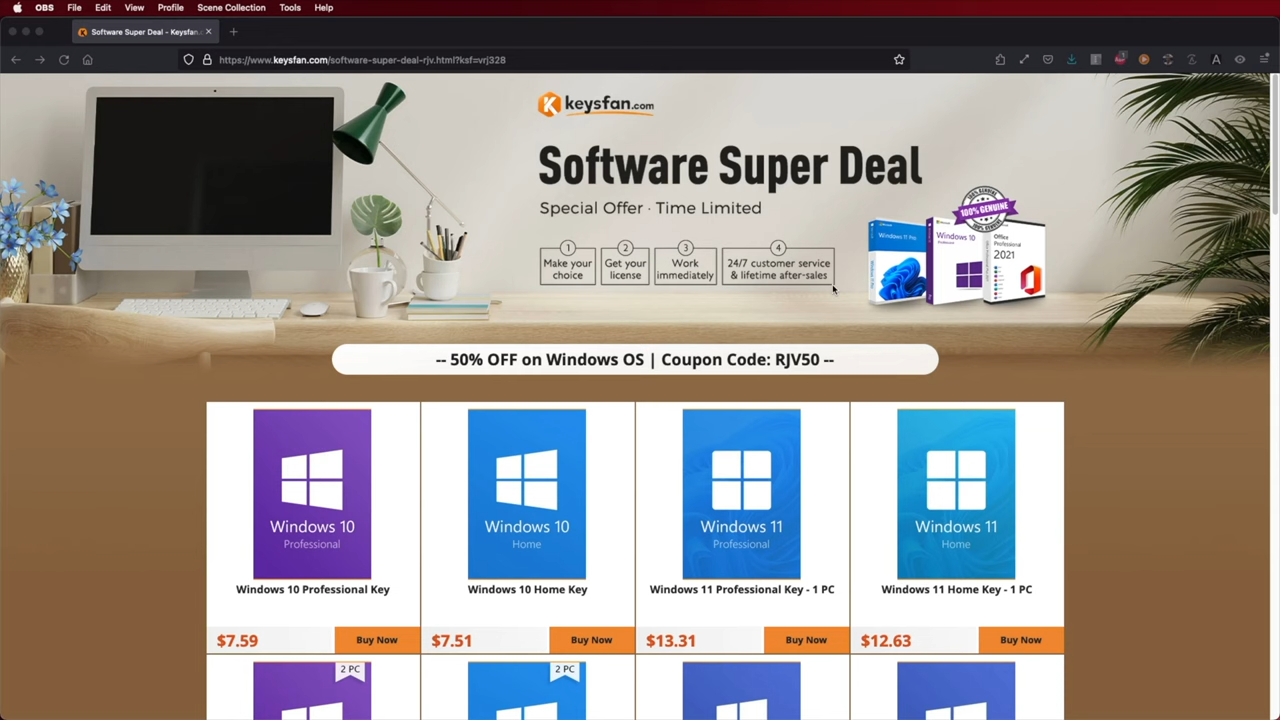 OBS File Edit View Profile Scene Collection Tools Help
Software Super Deal - Keysfan.c
https://www.keysfan.com/software-super-deal-rjv.html?ksf=vrj328
keysfan.com
Software Super Deal
Special Offer · Time Limited
1 Make your choice
2 Get your license
3 Work immediately
4 24/7 customer service & lifetime after-sales
100% GENUINE
Windows 11 Pro
Windows 10
Office
Professional
2021
-- 50% OFF on Windows OS | Coupon Code: RJV50 --
Windows 10
Professional
Windows 10
Home
Windows 11
Professional
Windows 11
Home
Windows 10 Professional Key
Windows 10 Home Key
Windows 11 Professional Key - 1 PC
Windows 11 Home Key - 1 PC
$7.59 Buy Now
$7.51 Buy Now
$13.31 Buy Now
$12.63 Buy Now
2 PC
2 PC